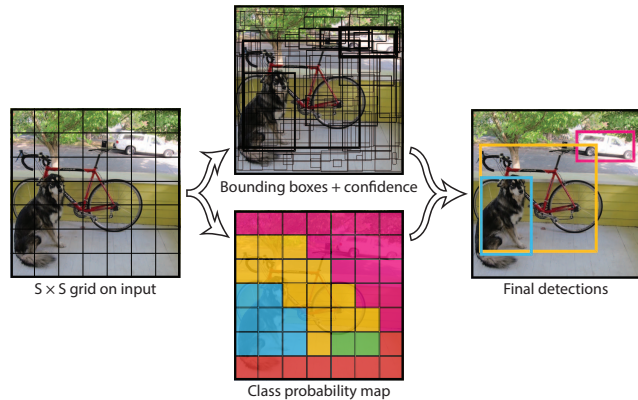 Bounding boxes + confidence
S × S grid on input
Final detections
Class probability map